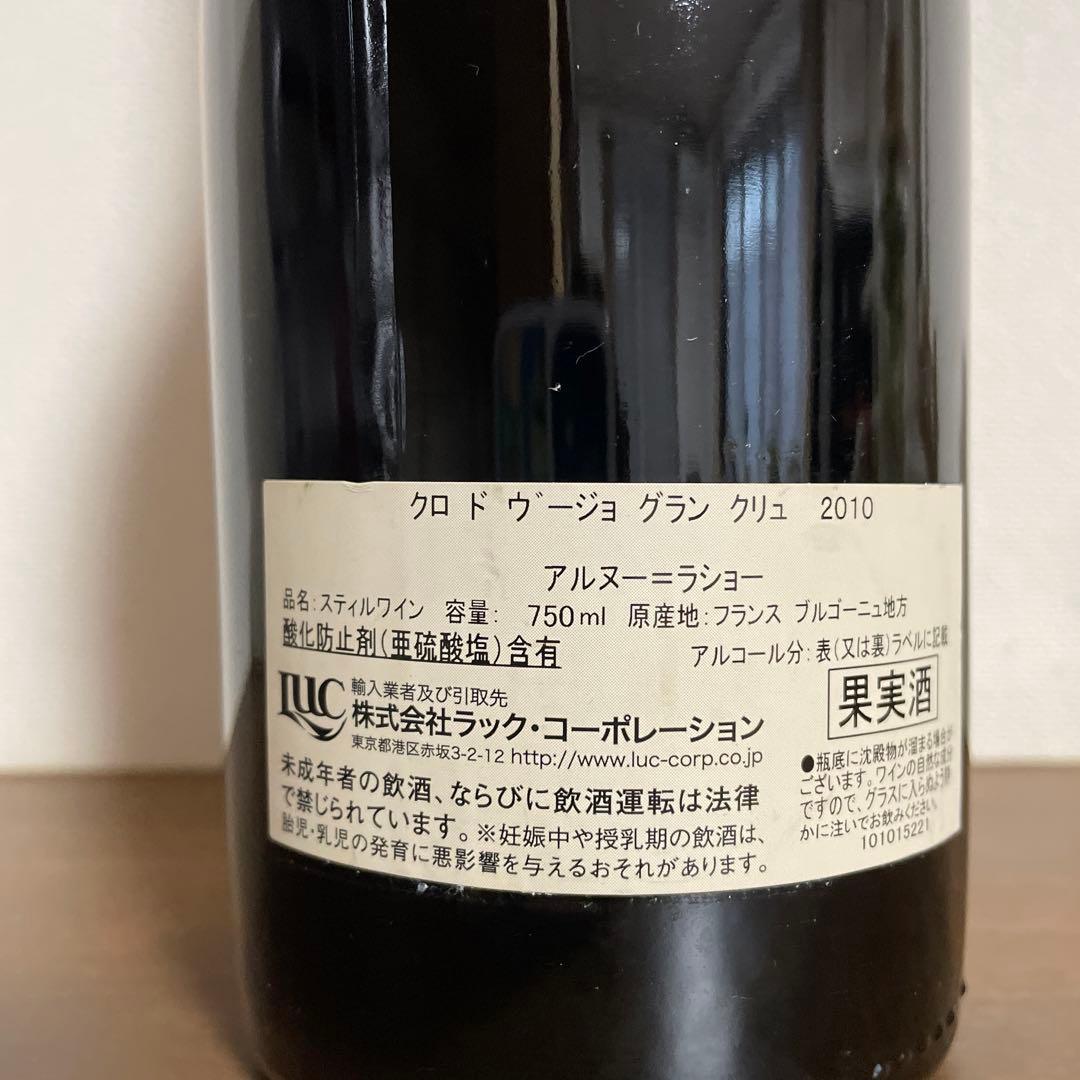 クロ ド ヴージョ グラン クリュ 2010
アルヌー=ラショー
品名:スティルワイン 容量: 750ml 原産地:フランス ブルゴーニュ地方
酸化防止剤(亜硫酸塩)含有
アルコール分:表(又は裏)ラベルに記載
LUC
輸入業者及び引取先
株式会社ラック・コーポレーション
東京都港区赤坂3-2-12 http://www.luc-corp.co.jp
果実酒
未成年者の飲酒、ならびに飲酒運転は法律
で禁じられています。※妊娠中や授乳期の飲酒は、
胎児・乳児の発育に悪影響を与えるおそれがあります。
●瓶底に沈殿物が溜まる場合が
ございます。ワインの自然な成分
ですので、グラスに入らぬよう静
かに注いでお飲みください。
101015221